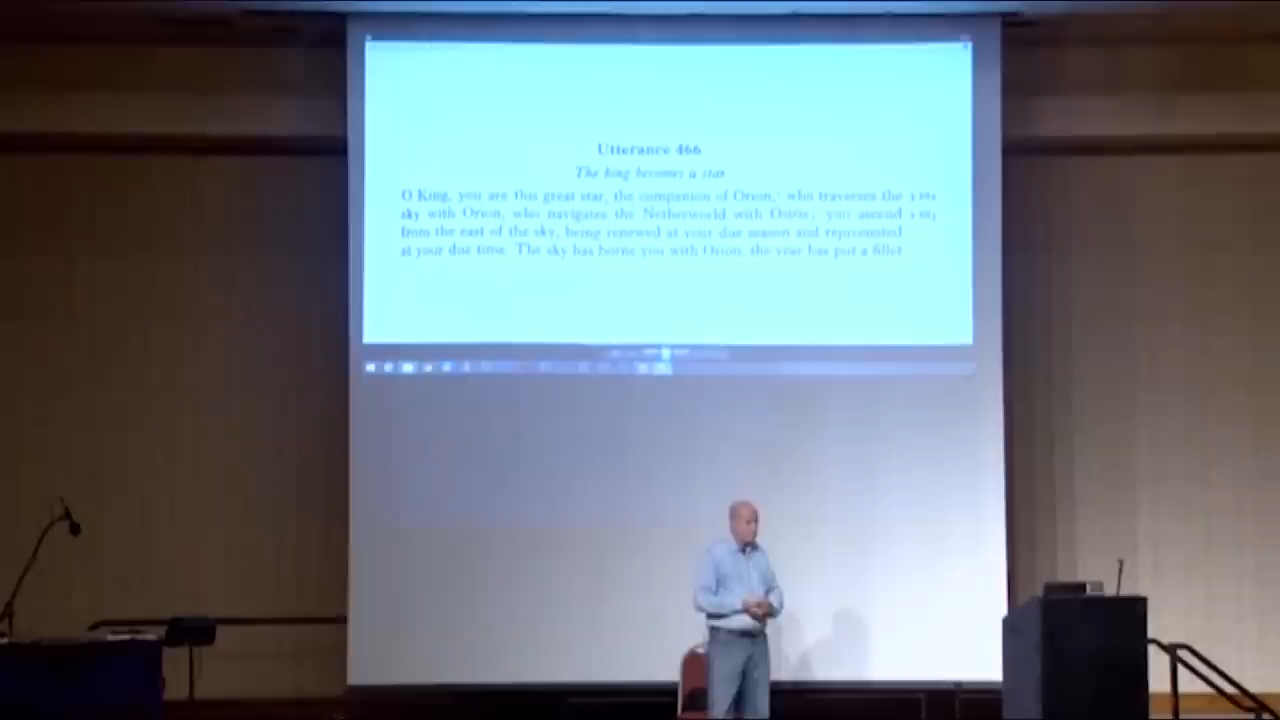 Utterance 466
The king becomes a star
O King, you are this great star, the companion of Orion, who traverses the
sky with Orion, who navigates the Netherworld with Osiris; you ascend
from the east of the sky, being renewed at your due season and rejuvenated
at your due time. The sky has borne you with Orion, the year has put a fillet